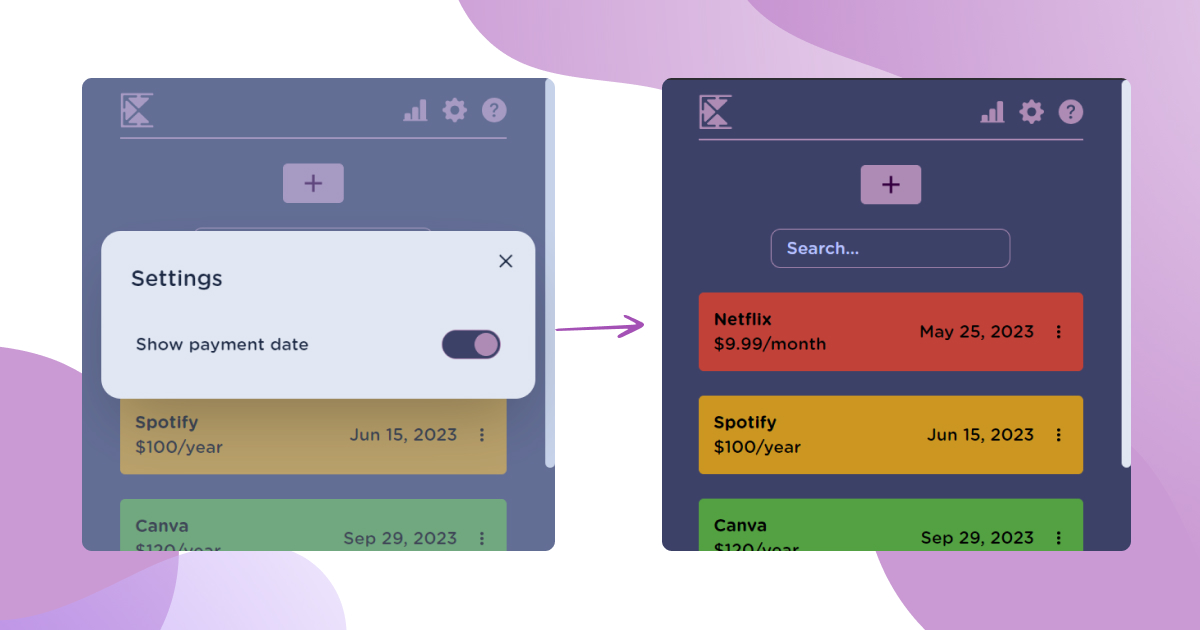 ?
+
Settings
Show payment date
Spotify
$100/year
Jun 15, 2023
Canva
$120/year
Sep 29, 2023
?
+
Search...
Netflix
$9.99/month
May 25, 2023
Spotify
$100/year
Jun 15, 2023
Canva
$120/year
Sep 29, 2023